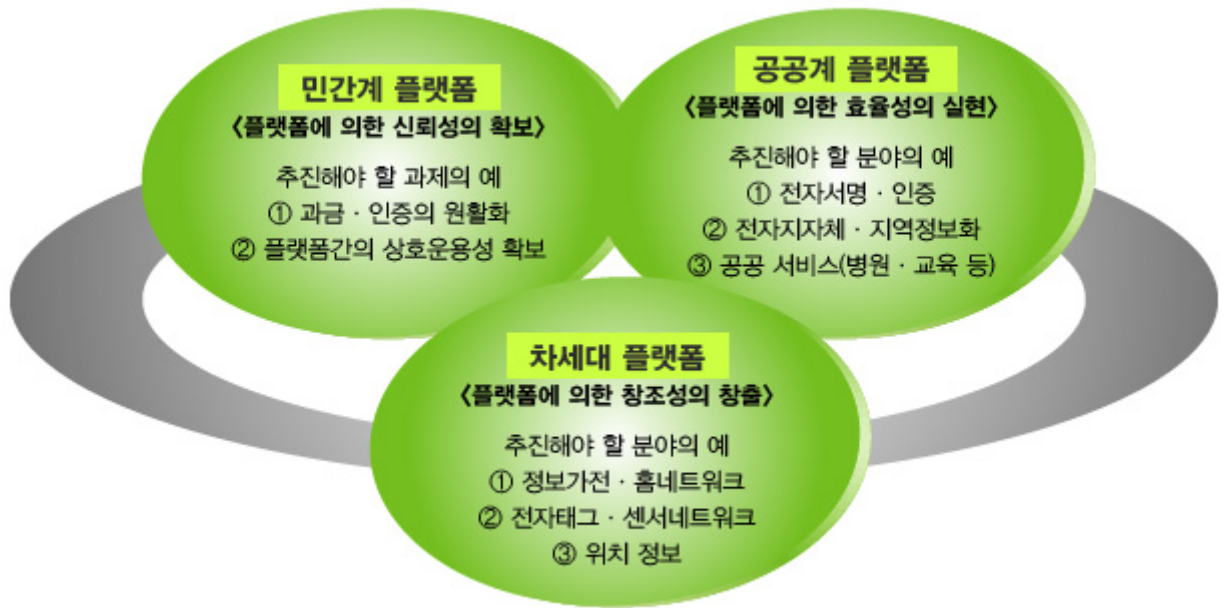 민간계 플랫폼
<플랫폼에 의한 신뢰성의 확보>
추진해야 할 과제의 예
① 과금 · 인증의 원활화
② 플랫폼간의 상호운용성 확보
공공계 플랫폼
<플랫폼에 의한 효율성의 실현>
추진해야 할 분야의 예
① 전자서명 · 인증
② 전자지자체 · 지역정보화
③ 공공 서비스(병원 · 교육 등)
차세대 플랫폼
<플랫폼에 의한 창조성의 창출>
추진해야 할 분야의 예
① 정보가전 · 홈네트워크
② 전자태그 · 센서네트워크
③ 위치 정보